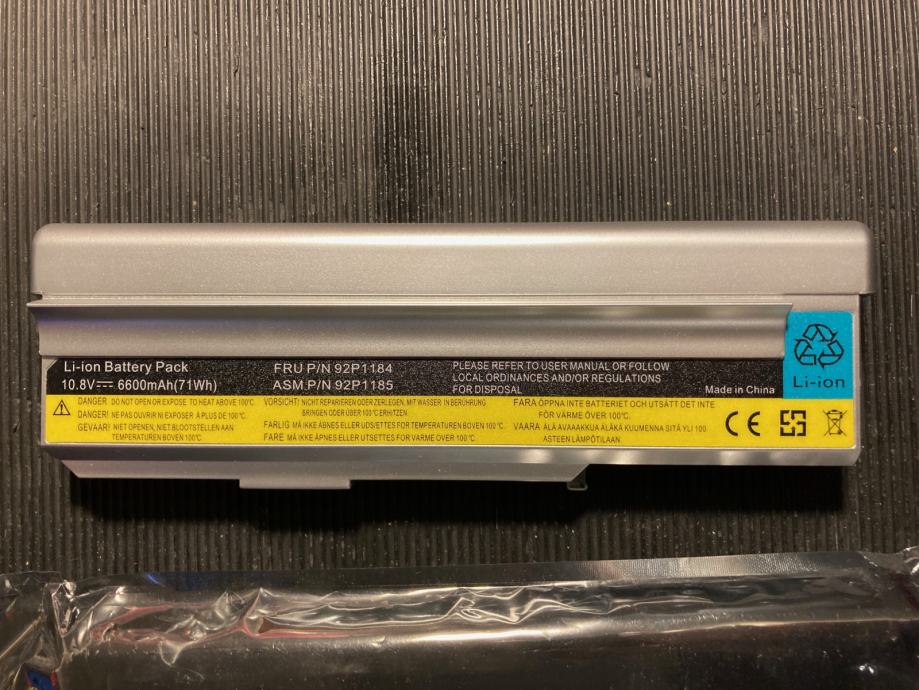 Li-ion Battery Pack
10.8V⎓ 6600mAh(71Wh)
FRU P/N 92P1184
ASM P/N 92P1185
PLEASE REFER TO USER MANUAL OR FOLLOW
LOCAL ORDINANCES AND/OR REGULATIONS
FOR DISPOSAL
Made in China
Li-ion
DANGER DO NOT OPEN OR EXPOSE TO HEAT ABOVE 100℃
DANGER! NE PAS OUVRIR NI EXPOSER À PLUS DE 100℃.
GEVAAR! NIET OPENEN, NIET.BLOOTSTELLEN AAN
TEMPERATUREN BOVEN 100℃.
VORSICHT! NICHT REPARIEREN ODER ZERLEGEN, MIT WASSER IN BERÜHRUNG
BRINGEN ODER ÜBER 100℃ ERHITZEN
FARLIG MÅ IKKE ÅBNES ELLER UDS/ETTES FOR TEMPERATUREN BOVEN 100 ℃
FARE MÅ IKKE ÅPNES ELLER UTSETTES FOR VARME OVER 100℃
FARA ÖPPNA INTE BATTERIET OCH UTSÄTT DET INTE
FÖR VÄRME ÖVER 100℃.
VAARA ÄLÄ AVAAAKKUA ÄLÄKÄ KUUMENNA SITÄ YLI 100
ASTEEN LÄMPÖTILAAN.
CE